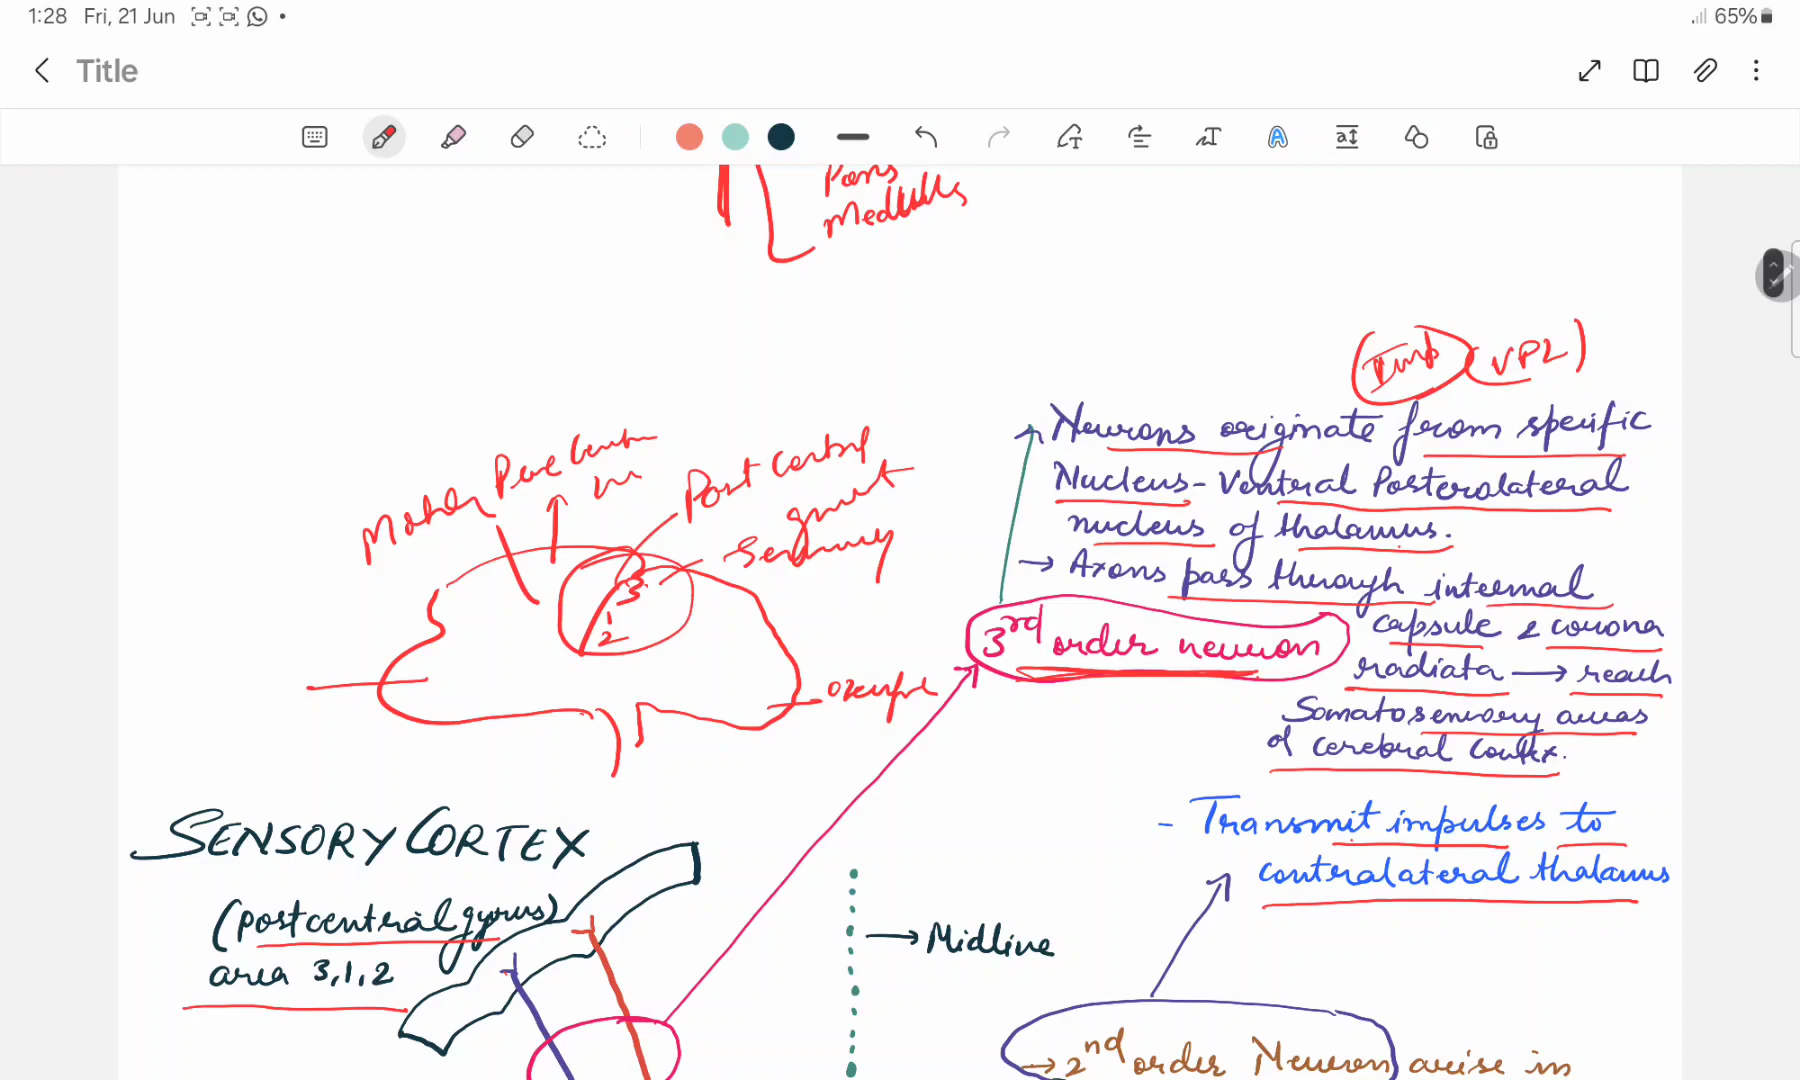 1:28 Fri, 21 Jun
65%
Title
Pons
Medulla
(Imp) (VPL)
Neurons originate from specific
Nucleus - Ventral Posterolateral
nucleus of thalamus.
→ Axons pass through internal
capsule & corona
radiata → reach
Somatosensory areas
of cerebral cortex.
3rd order neuron
Post Central
1
2
3
- Transmit impulses to
contralateral thalamus
SENSORY CORTEX
(postcentral gyrus)
area 3,1,2
→ Midline
→ 2nd order Neuron arise in